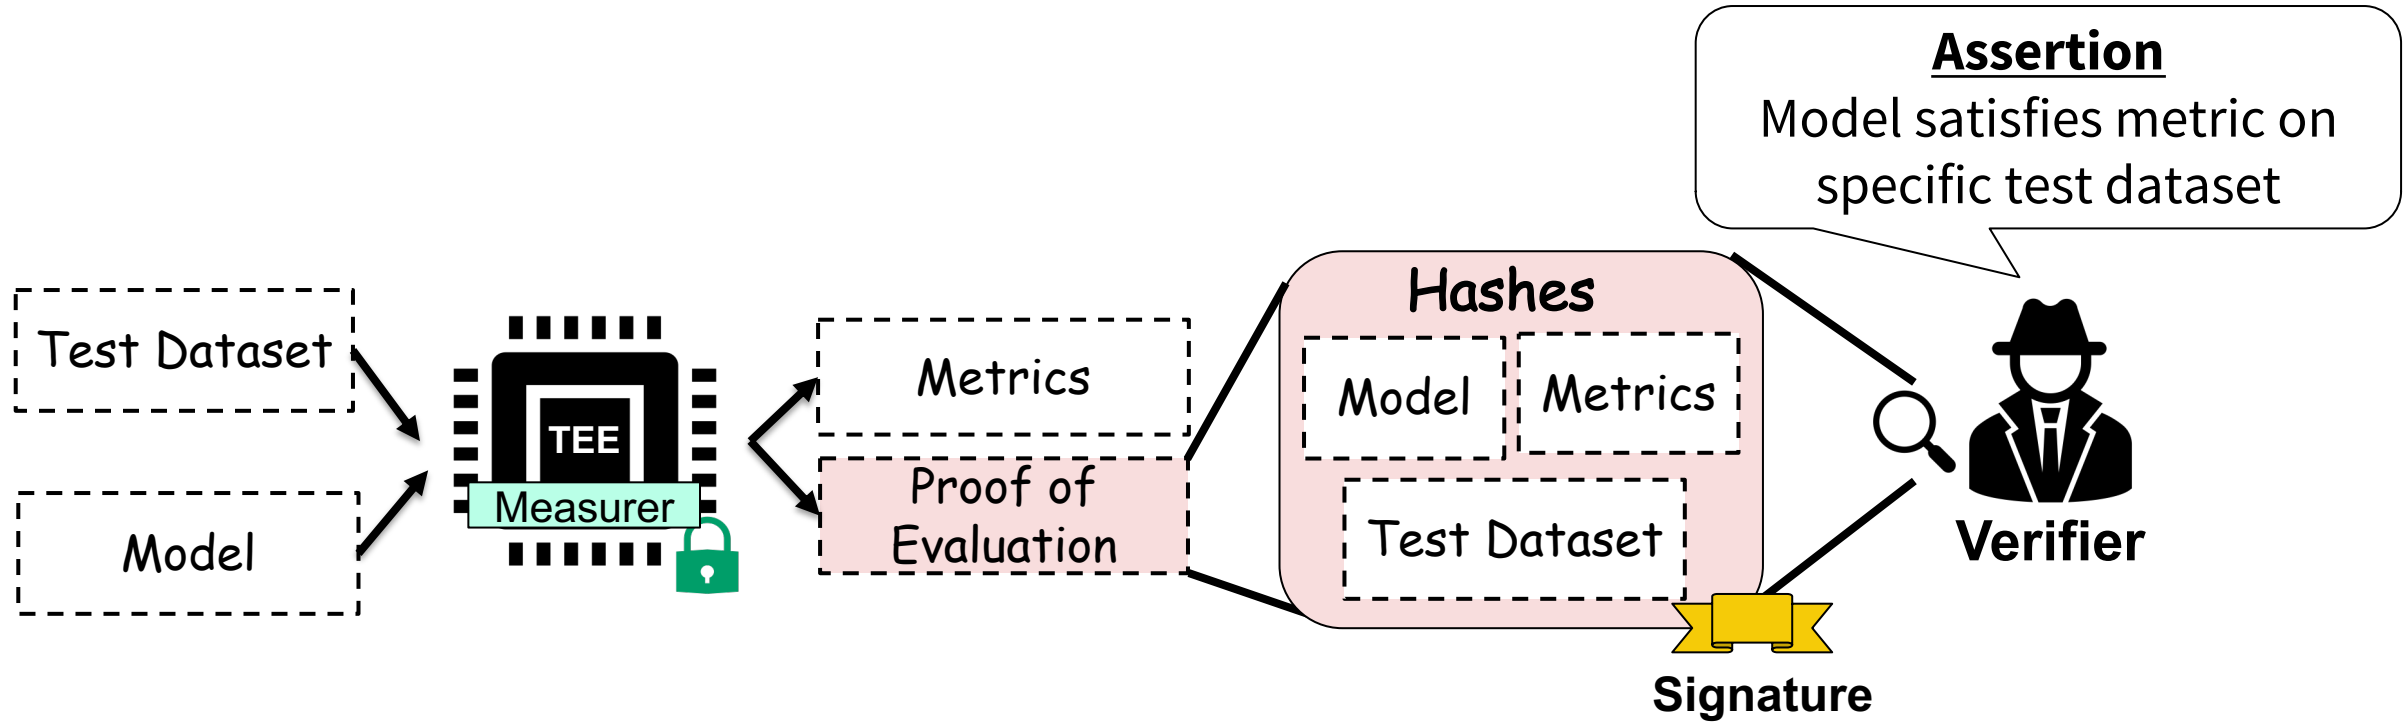 Assertion
Model satisfies metric on
specific test dataset
Test Dataset
Model
TEE
Measurer
Metrics
Proof of
Evaluation
Hashes
Model
Metrics
Test Dataset
Signature
Verifier